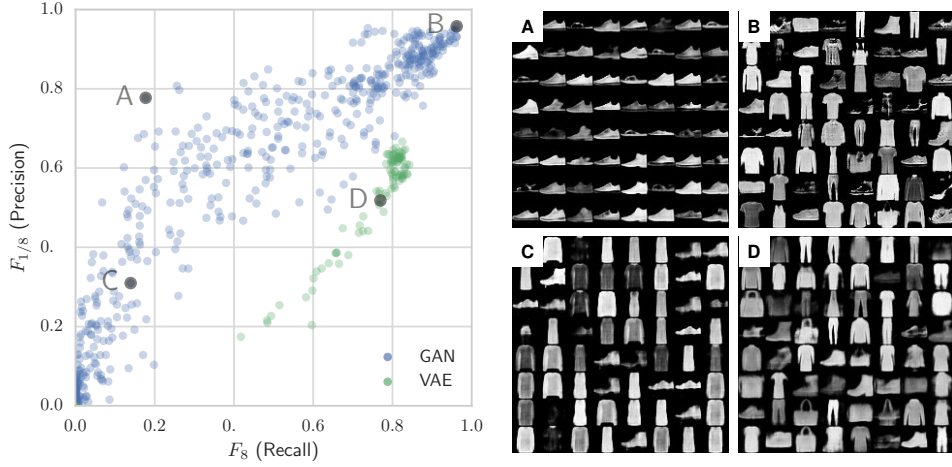 1.0
0.8
0.6
0.
0.2
0.0
F1/8 (Precision)
A
B
C
D
GAN
VAE
0.0
0.2
0.
0.6
0.8
1.0
F8 (Recall)
A
B
C
D